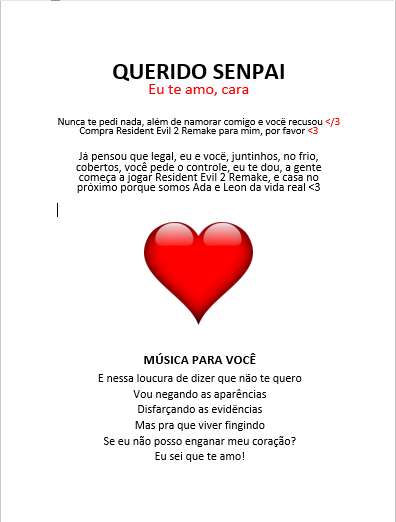 QUERIDO SENPAI
Eu te amo, cara
Nunca te pedi nada, além de namorar comigo e você recusou </3
Compra Resident Evil 2 Remake para mim, por favor <3
Já pensou que legal, eu e você, juntinhos, no frio,
cobertos, você pede o controle, eu te dou, a gente
começa a jogar Resident Evil 2 Remake, e casa no
próximo porque somos Ada e Leon da vida real <3
MÚSICA PARA VOCÊ
E nessa loucura de dizer que não te quero
Vou negando as aparências
Disfarçando as evidências
Mas pra que viver fingindo
Se eu não posso enganar meu coração?
Eu sei que te amo!